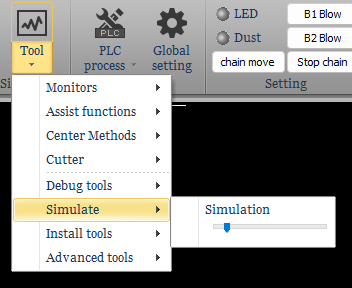 LED
B1 Blow
PLC
Dust
B2 Blow
Tool
PLC
process
Global
setting
chain move
Stop chain
Setting
Monitors
Assist functions
Center Methods
Cutter
Debug tools
Simulate
Simulation
Install tools
Advanced tools